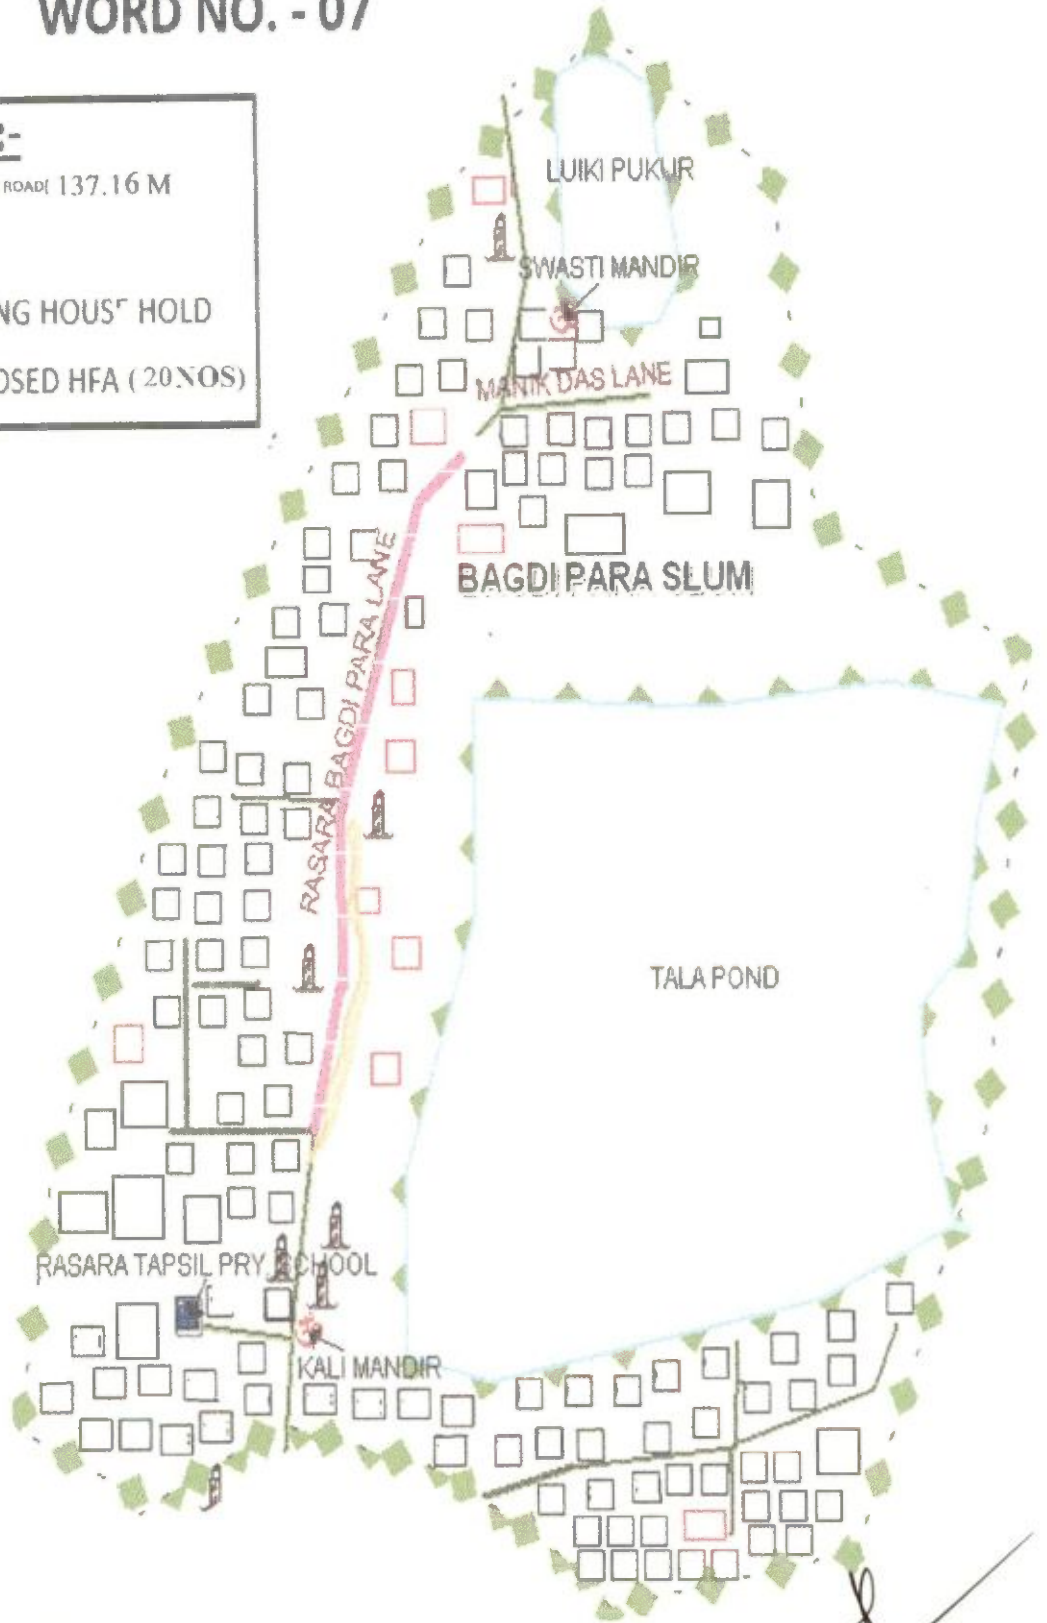 WORD NO. - 07
ROAD( 137.16 M
NG HOUSE HOLD
OSED HFA (20NOS)
LUIKI PUKUR
SWASTI MANDIR
MANIK DAS LANE
BAGDI PARA SLUM
RASARA BAGDI PARA LANE
TALA POND
RASARA TAPSIL PRY. SCHOOL
KALI MANDIR